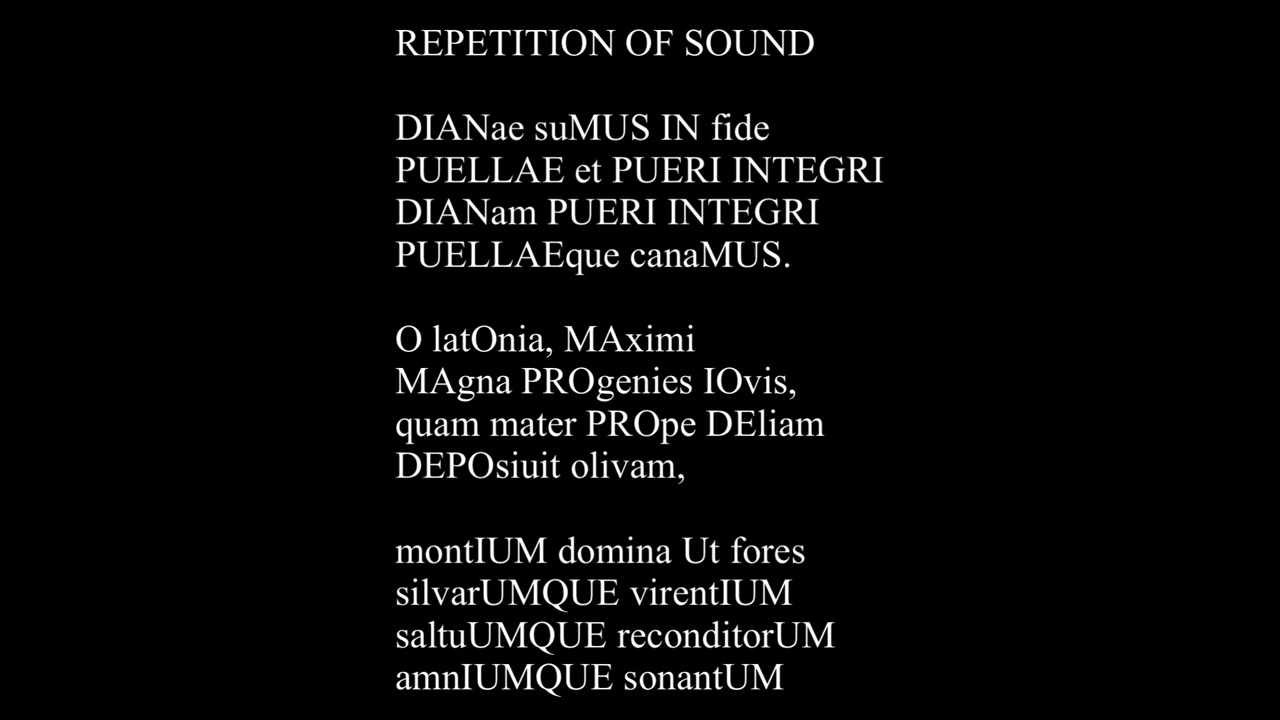 REPETITION OF SOUND
DIANae suMUS IN fide
PUELLAE et PUERI INTEGRI
DIANam PUERI INTEGRI
PUELLAEque canaMUS.
O latOnia, MAximi
MAgna PROgenies IOvis,
quam mater PROpe DEliam
DEPOsiuit olivam,
montIUM domina Ut fores
silvarUMQUE virentIUM
saltuUMQUE reconditorUM
amnIUMQUE sonantUM